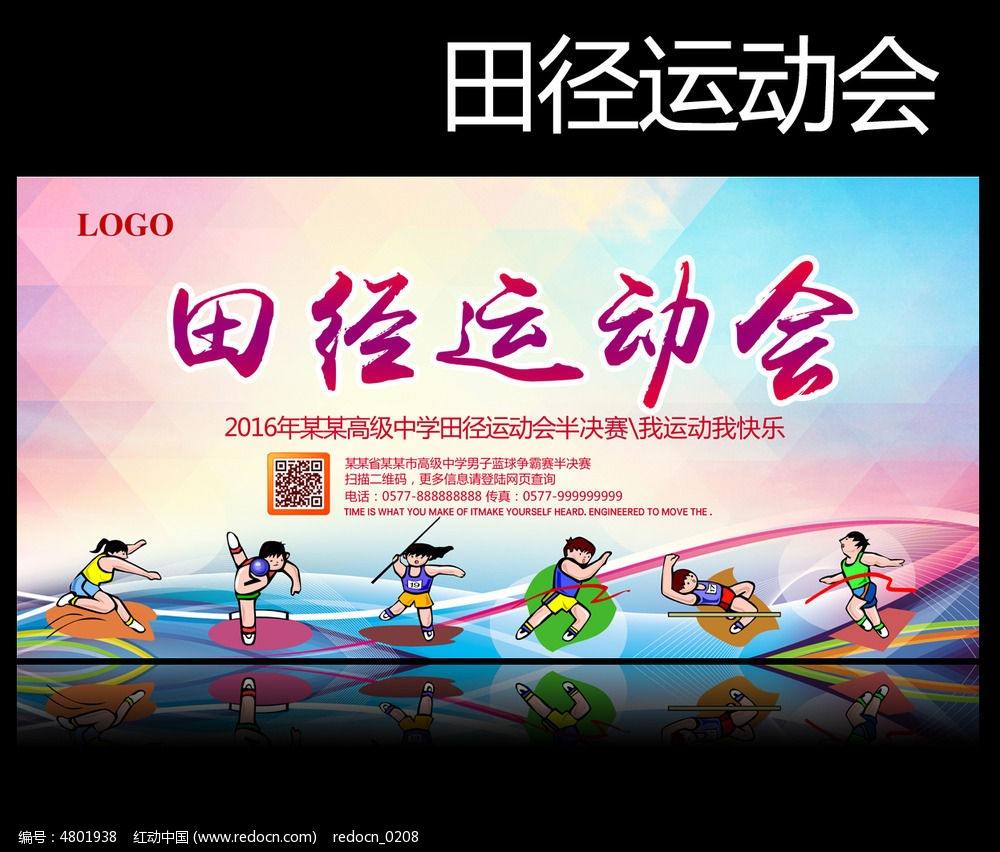 田径运动会
LOGO
田径运动会
2016年某某高级中学田径运动会半决赛\我运动我快乐
某某省某某市高级中学男子蓝球争霸赛半决赛
扫描二维码，更多信息请登陆网页查询
电话：0577-888888888 传真：0577-999999999
TIME IS WHAT YOU MAKE OF ITMAKE YOURSELF HEARD. ENGINEERED TO MOVE THE .
19
编号：4801938 红动中国 (www.redocn.com) redocn_0208